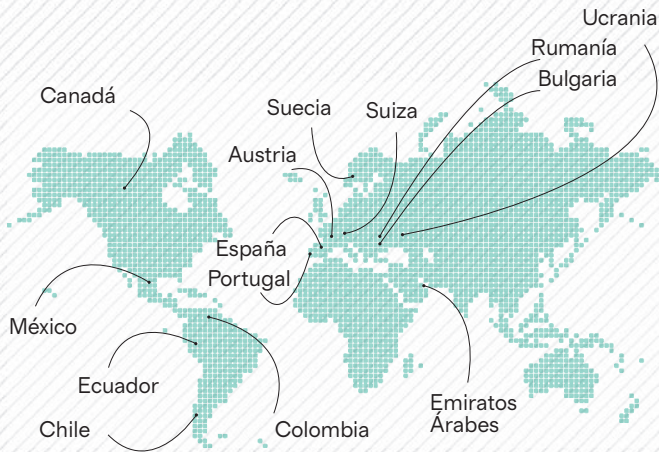 Ucrania
Rumanía
Bulgaria
Canadá
Suecia
Suiza
Austria
España
Portugal
México
Ecuador
Chile
Colombia
Emiratos
Árabes